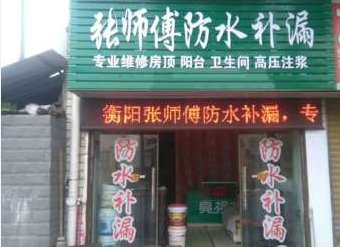 张师傅防水补漏
专业维修房顶 阳台 卫生间 高压注浆
衡阳张师傅防水补漏，专
防水补漏
防水补漏